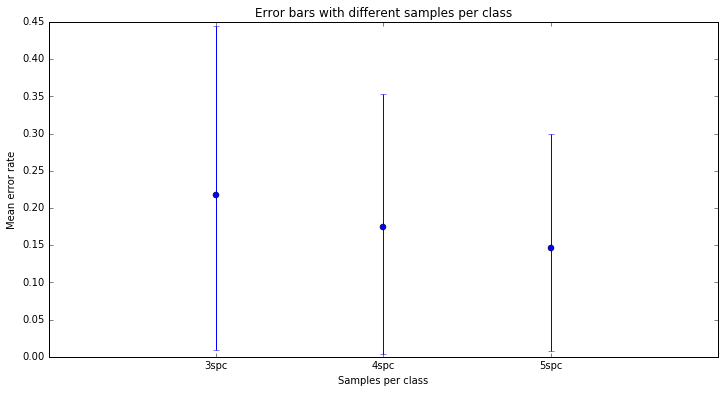 Error bars with different samples per class
0.45
0.40
0.35
0.30
0.25
0.20
0.15
0.10
0.05
0.00
Mean error rate
3spc 4spc 5spc
Samples per class